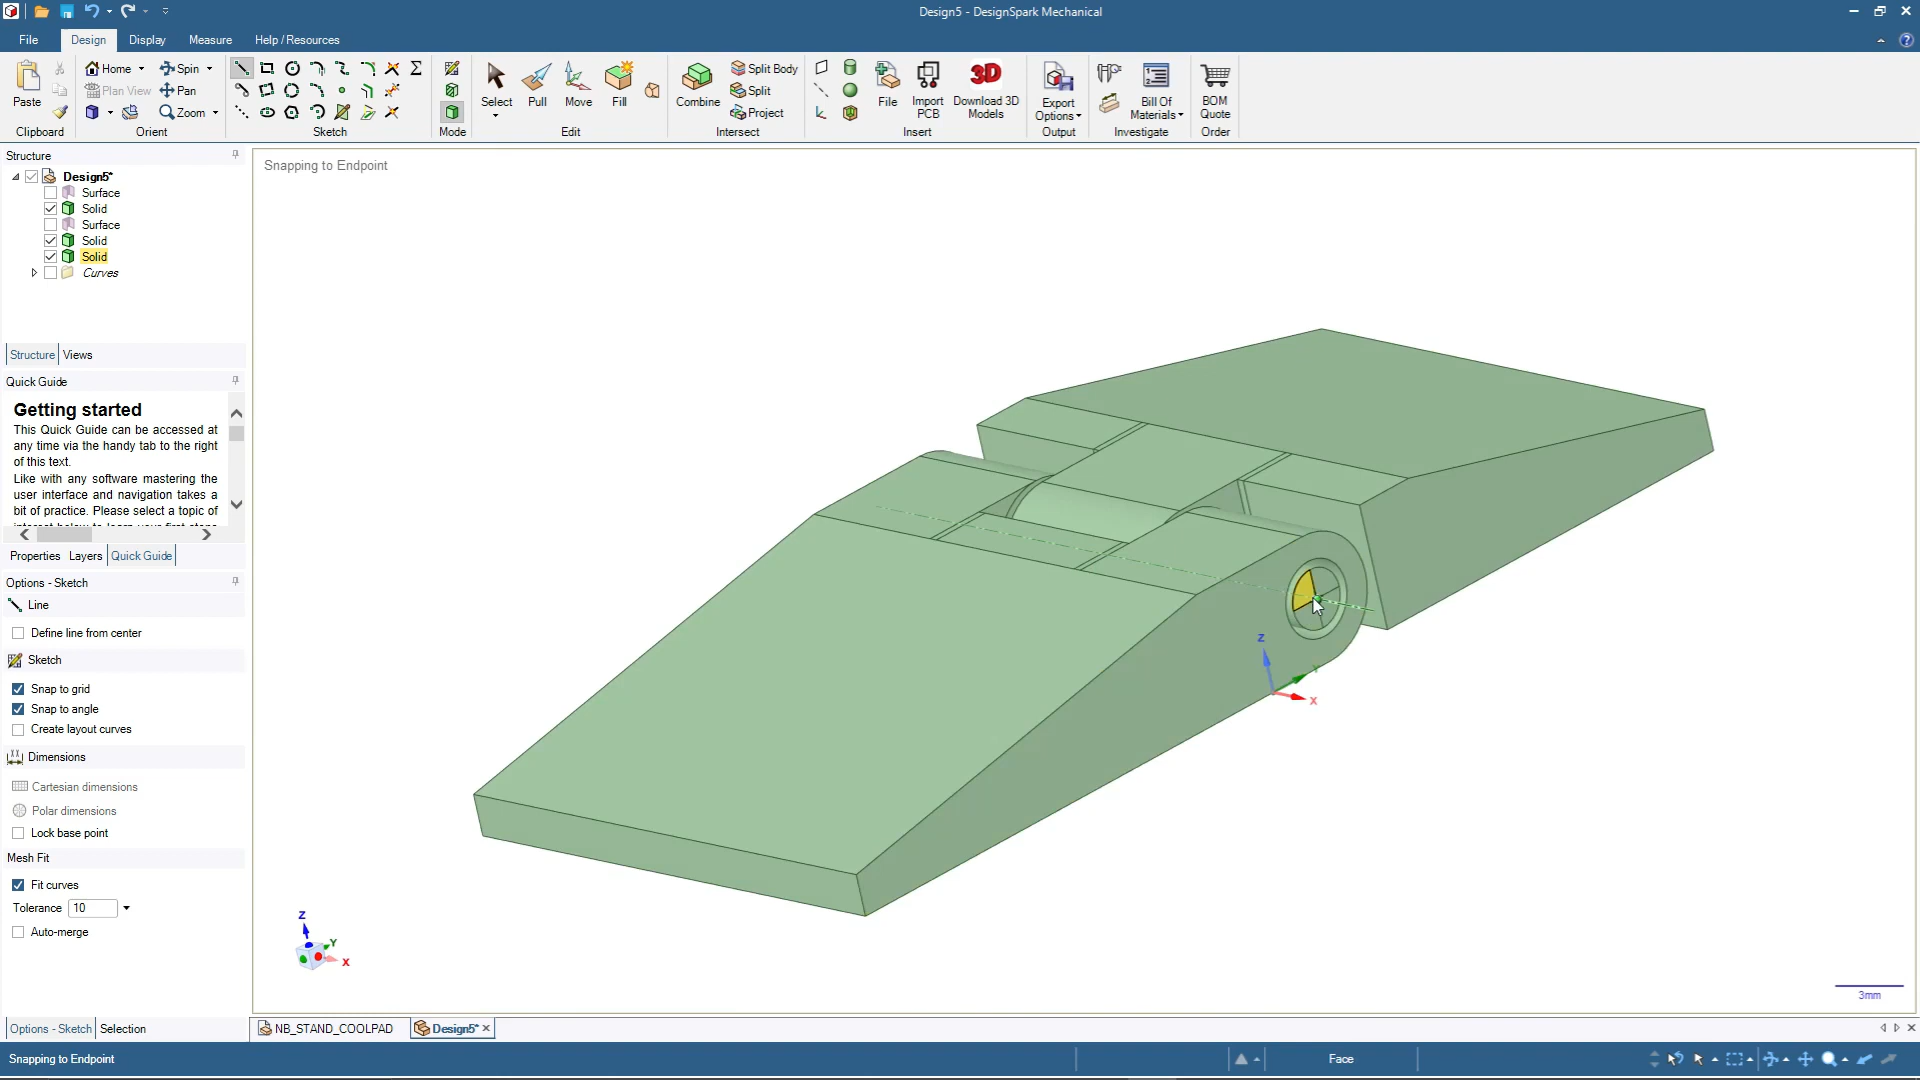 Design5 - DesignSpark Mechanical
File Design Display Measure Help / Resources
Paste
Clipboard
Home Spin
Plan View Pan
Zoom
Orient
Sketch
Mode
Select Pull Move Fill
Edit
Combine
Split Body
Split
Project
Intersect
File
Import PCB
3D
Download 3D Models
Insert
Export Options
Output
Bill Of Materials
Investigate
BOM Quote
Order
Structure
Design5*
Surface
Solid
Surface
Solid
Solid
Curves
Structure Views
Quick Guide
Getting started
This Quick Guide can be accessed at
any time via the handy tab to the right
of this text.
Like with any software mastering the
user interface and navigation takes a
bit of practice. Please select a topic of
Properties Layers Quick Guide
Options - Sketch
Line
Define line from center
Sketch
Snap to grid
Snap to angle
Create layout curves
Dimensions
Cartesian dimensions
Polar dimensions
Lock base point
Mesh Fit
Fit curves
Tolerance 10
Auto-merge
Options - Sketch Selection
Snapping to Endpoint
Z
Y
X
Z
Y
X
3mm
NB_STAND_COOLPAD Design5*
Snapping to Endpoint
Face